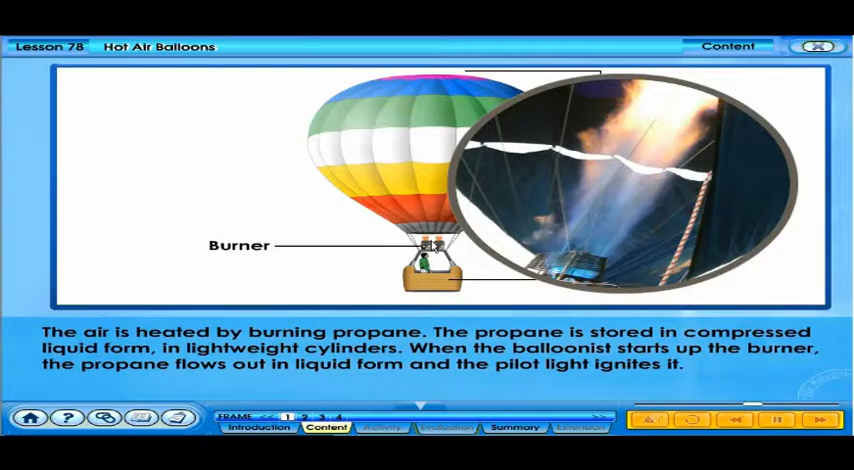 Lesson 78 Hot Air Balloons Content
Burner
The air is heated by burning propane. The propane is stored in compressed
liquid form, in lightweight cylinders. When the balloonist starts up the burner,
the propane flows out in liquid form and the pilot light ignites it.
FRAME << 1 2 3 4 >>
Introduction Content Activity Evaluation Summary Extension